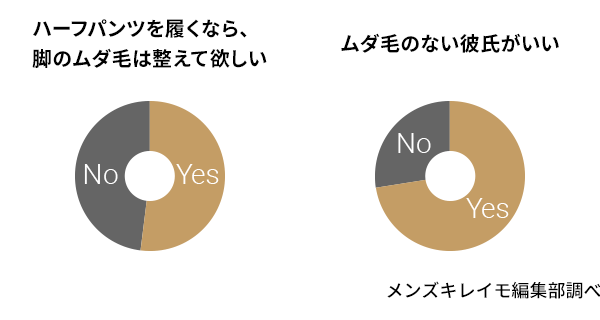 ハーフパンツを履くなら、
脚のムダ毛は整えて欲しい
No
Yes
ムダ毛のない彼氏がいい
No
Yes
メンズキレイモ編集部調べ